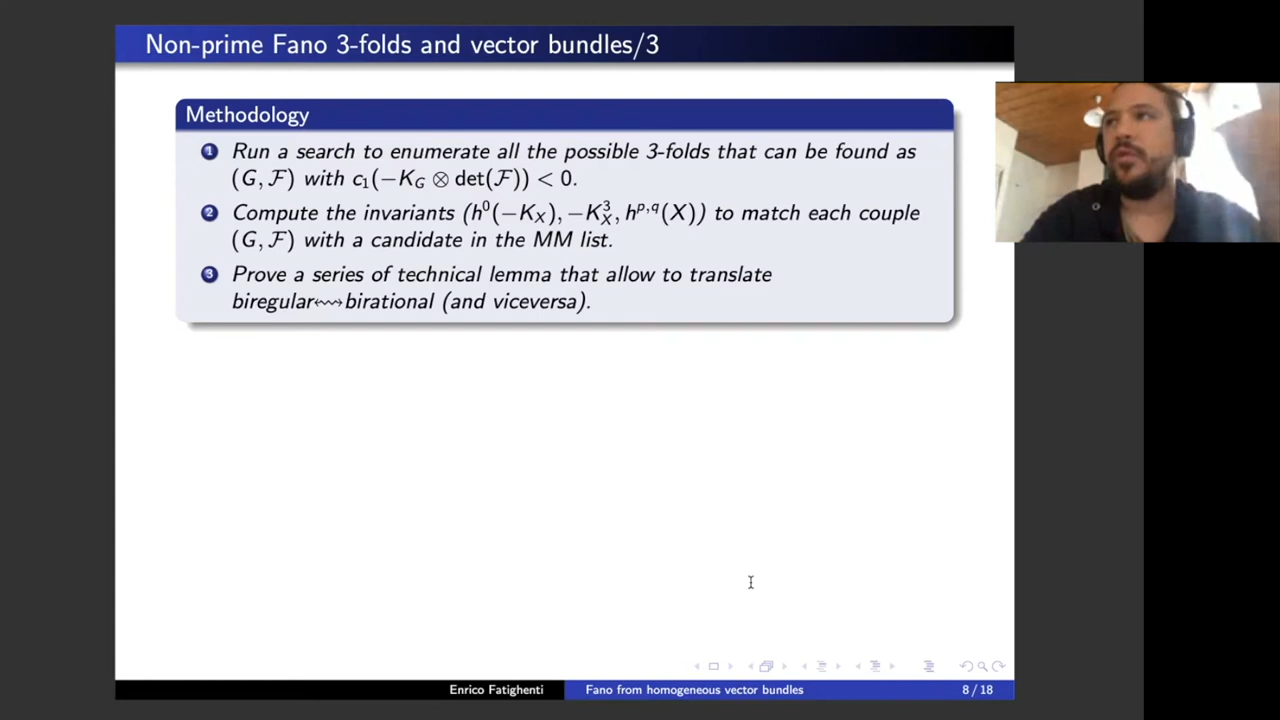 Non-prime Fano 3-folds and vector bundles/3
Methodology
1 Run a search to enumerate all the possible 3-folds that can be found as
(G, F) with c₁(−K_G ⊗ det(F)) < 0.
2 Compute the invariants (h⁰(−K_X), −K³_X, h^{p,q}(X)) to match each couple
(G, F) with a candidate in the MM list.
3 Prove a series of technical lemma that allow to translate
biregular↭birational (and viceversa).
Enrico Fatighenti
Fano from homogeneous vector bundles
8 / 18